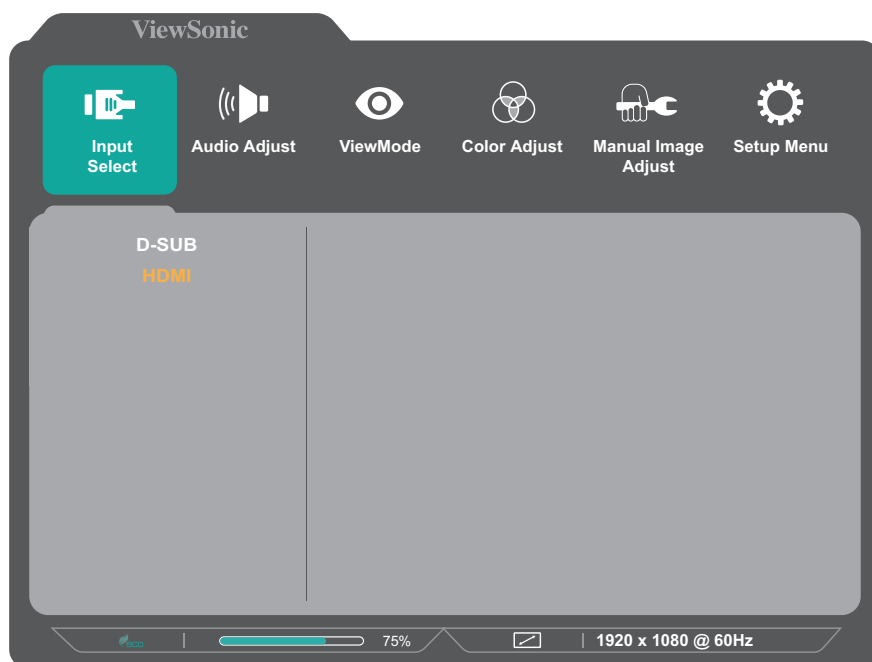 ViewSonic
Input Select
Audio Adjust
ViewMode
Color Adjust
Manual Image Adjust
Setup Menu
D-SUB
HDMI
eco
75%
1920 x 1080 @ 60Hz